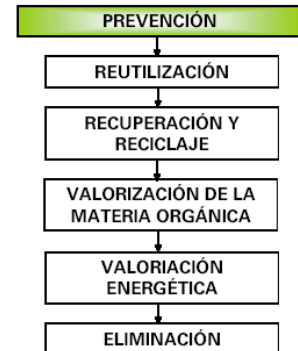 PREVENCIÓN
REUTILIZACIÓN
RECUPERACIÓN Y
RECICLAJE
VALORIZACIÓN DE LA
MATERIA ORGÁNICA
VALORIACIÓN
ENERGÉTICA
ELIMINACIÓN